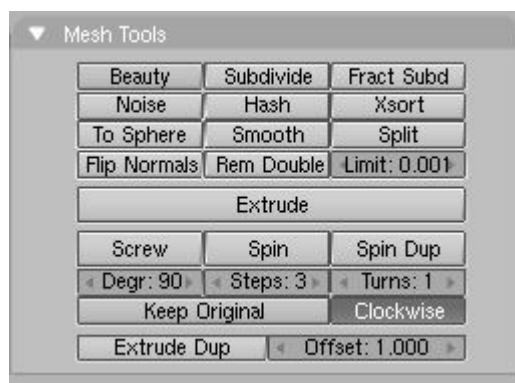 Mesh Tools
Beauty Subdivide Fract Subd
Noise Hash Xsort
To Sphere Smooth Split
Flip Normals Rem Double Limit: 0.001
Extrude
Screw Spin Spin Dup
Degr: 90 Steps: 3 Turns: 1
Keep Original Clockwise
Extrude Dup Offset: 1.000